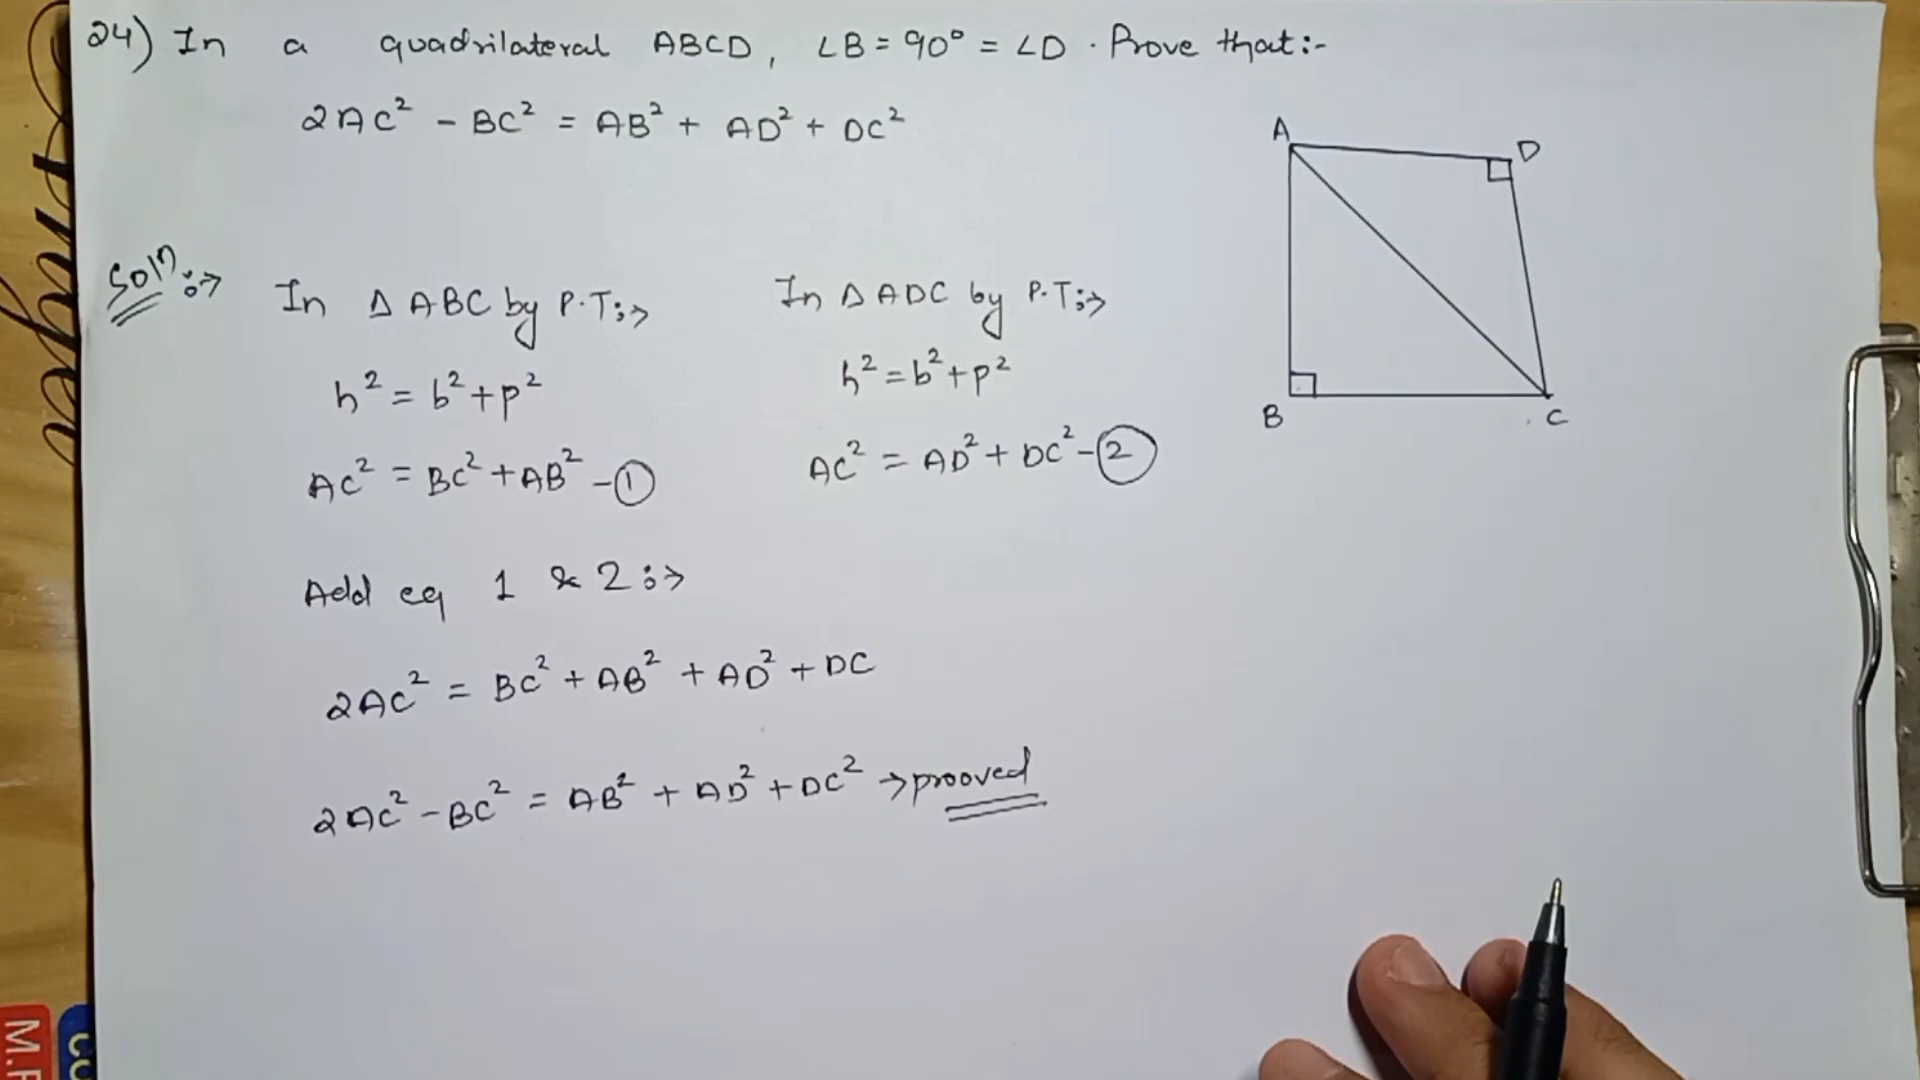 24) In a quadrilateral ABCD, ∠B = 90° = ∠D. Prove that:-
2AC² - BC² = AB² + AD² + DC²
A
D
B
C
Solⁿ:->
In Δ ABC by P.T:->
h² = b² + p²
AC² = BC² + AB² - ①
In Δ ADC by P.T:->
h² = b² + p²
AC² = AD² + DC² - ②
Add eq 1 & 2:->
2AC² = BC² + AB² + AD² + DC
2AC² - BC² = AB² + AD² + DC² -> prooved